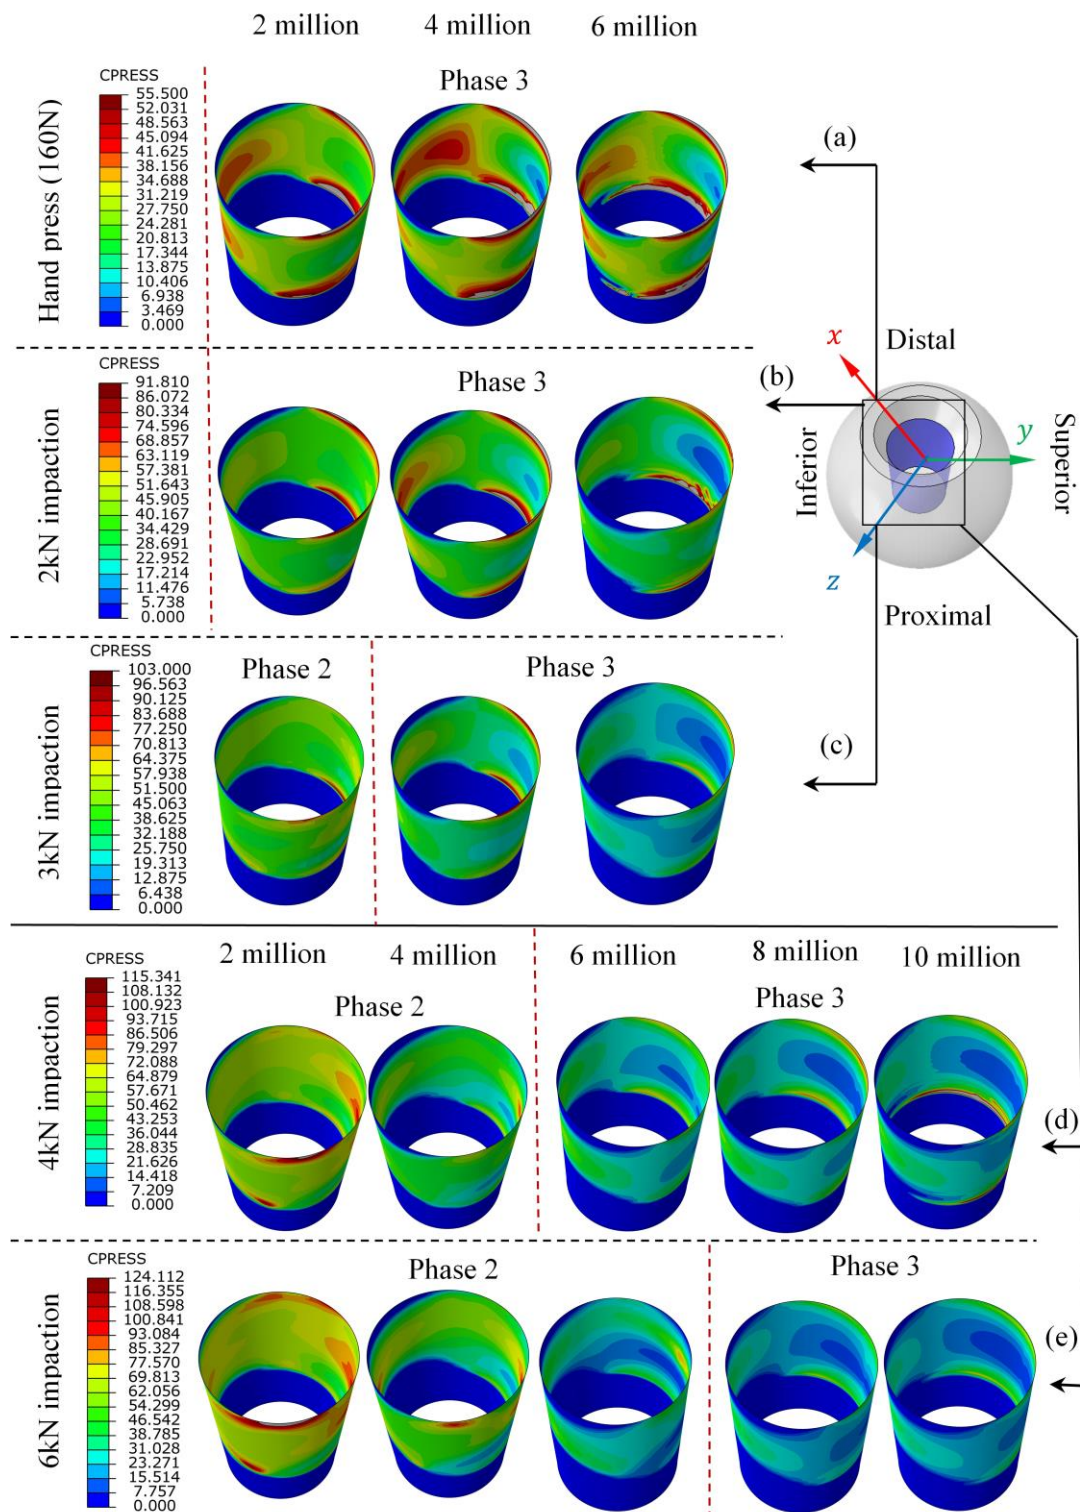 2 million
4 million
6 million
Hand press (160N)
CPRESS
55.500
52.031
48.563
45.094
41.625
38.156
34.688
31.219
27.750
24.281
20.813
17.344
13.875
10.406
6.938
3.469
0.000
Phase 3
(a)
2kN impaction
CPRESS
91.810
86.072
80.334
74.596
68.857
63.119
57.381
51.643
45.905
40.167
34.429
28.691
22.952
17.214
11.476
5.738
0.000
Phase 3
(b)
x
Distal
y
Inferior
Superior
z
Proximal
3kN impaction
CPRESS
103.000
96.563
90.125
83.688
77.250
70.813
64.375
57.938
51.500
45.063
38.625
32.188
25.750
19.313
12.875
6.438
0.000
Phase 2
Phase 3
(c)
2 million
4 million
6 million
8 million
10 million
4kN impaction
CPRESS
115.341
108.132
100.923
93.715
86.506
79.297
72.088
64.879
57.671
50.462
43.253
36.044
28.835
21.626
14.418
7.209
0.000
Phase 2
Phase 3
(d)
6kN impaction
CPRESS
124.112
116.355
108.598
100.841
93.084
85.327
77.570
69.813
62.056
54.299
46.542
38.785
31.028
23.271
15.514
7.757
0.000
Phase 2
Phase 3
(e)